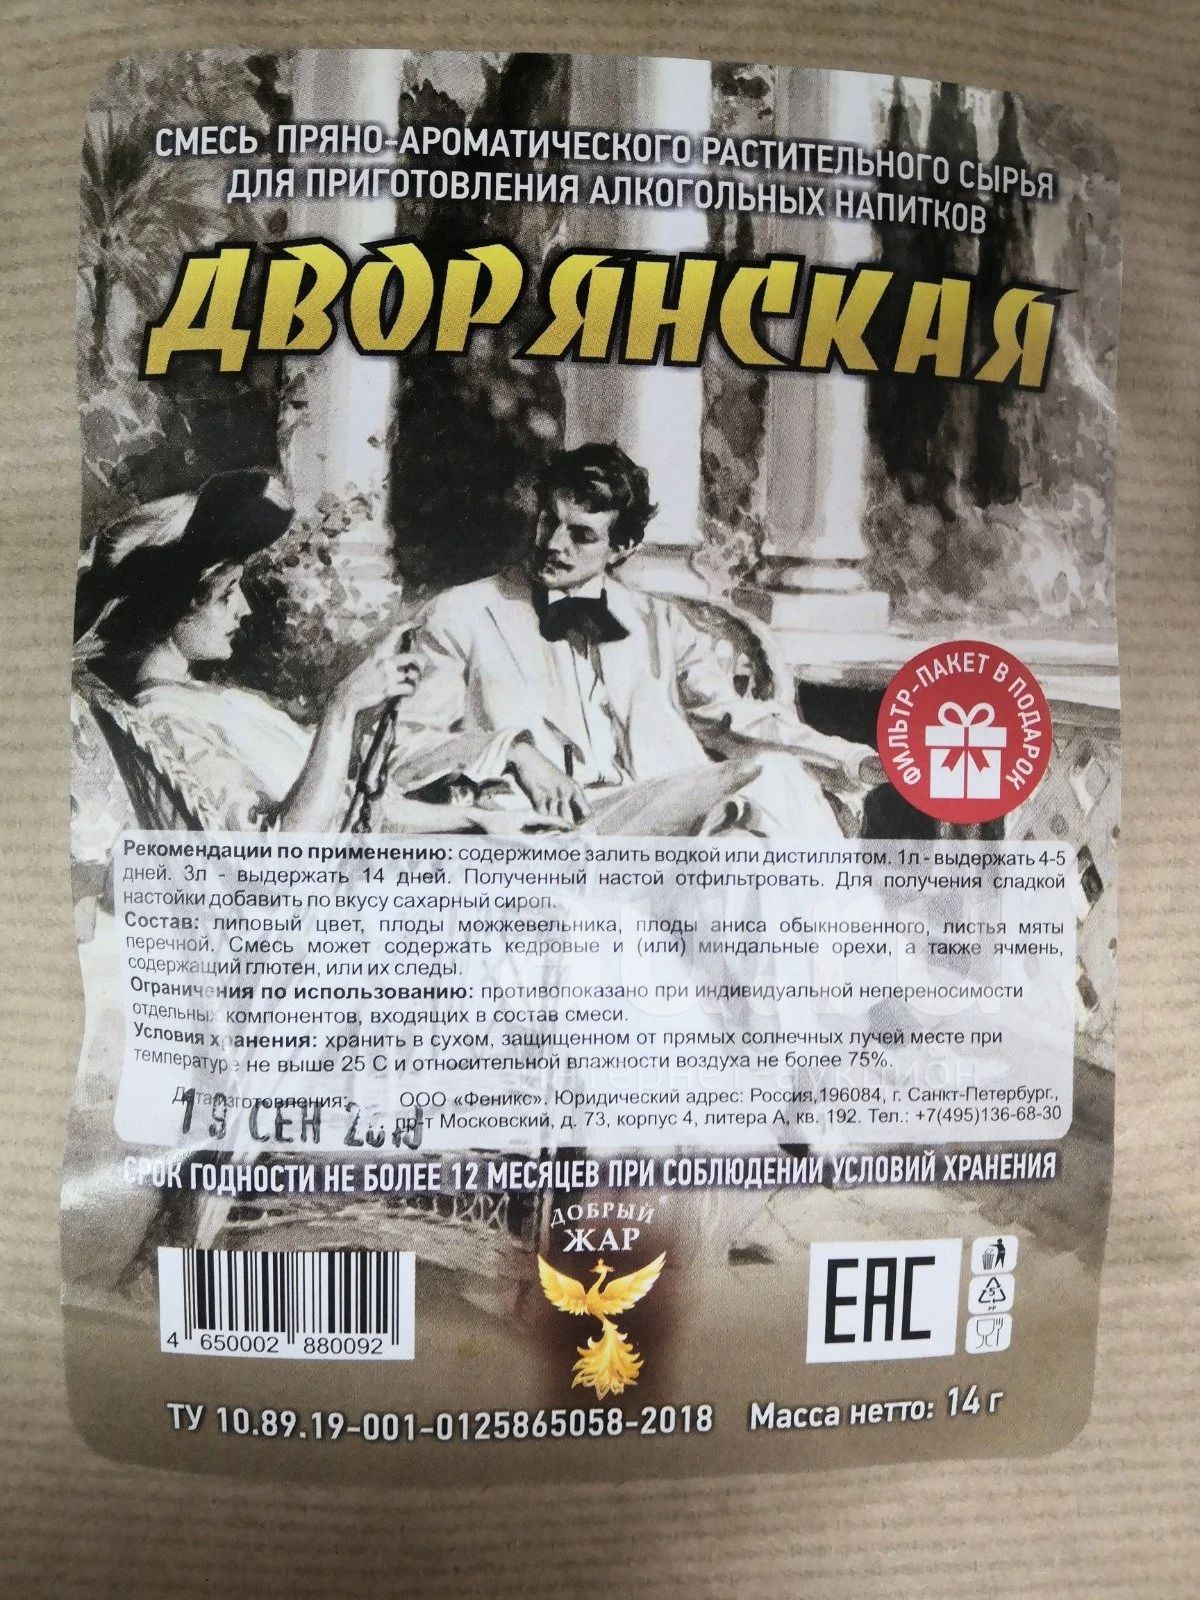 СМЕСЬ ПРЯНО-АРОМАТИЧЕСКОГО РАСТИТЕЛЬНОГО СЫРЬЯ
ДЛЯ ПРИГОТОВЛЕНИЯ АЛКОГОЛЬНЫХ НАПИТКОВ
ДВОРЯНСКАЯ
ФИЛЬТР-ПАКЕТ В ПОДАРОК
Рекомендации по применению: содержимое залить водкой или дистиллятом. 1л - выдержать 4-5
дней. 3л - выдержать 14 дней. Полученный настой отфильтровать. Для получения сладкой
настойки добавить по вкусу сахарный сироп.
Состав: липовый цвет, плоды можжевельника, плоды аниса обыкновенного, листья мяты
перечной. Смесь может содержать кедровые и (или) миндальные орехи, а также ячмень,
содержащий глютен, или их следы.
Ограничения по использованию: противопоказано при индивидуальной непереносимости
отдельных компонентов, входящих в состав смеси.
Условия хранения: хранить в сухом, защищенном от прямых солнечных лучей месте при
температуре не выше 25 С и относительной влажности воздуха не более 75%.
Дата изготовления: ООО «Феникс». Юридический адрес: Россия,196084, г. Санкт-Петербург.,
19 СЕН пр-т Московский, д. 73, корпус 4, литера А, кв. 192. Тел.: +7(495)136-68-30
СРОК ГОДНОСТИ НЕ БОЛЕЕ 12 МЕСЯЦЕВ ПРИ СОБЛЮДЕНИИ УСЛОВИЙ ХРАНЕНИЯ
ДОБРЫЙ
ЖАР
EAC
5
PP
4 650002 880092
ТУ 10.89.19-001-0125865058-2018 Масса нетто: 14 г